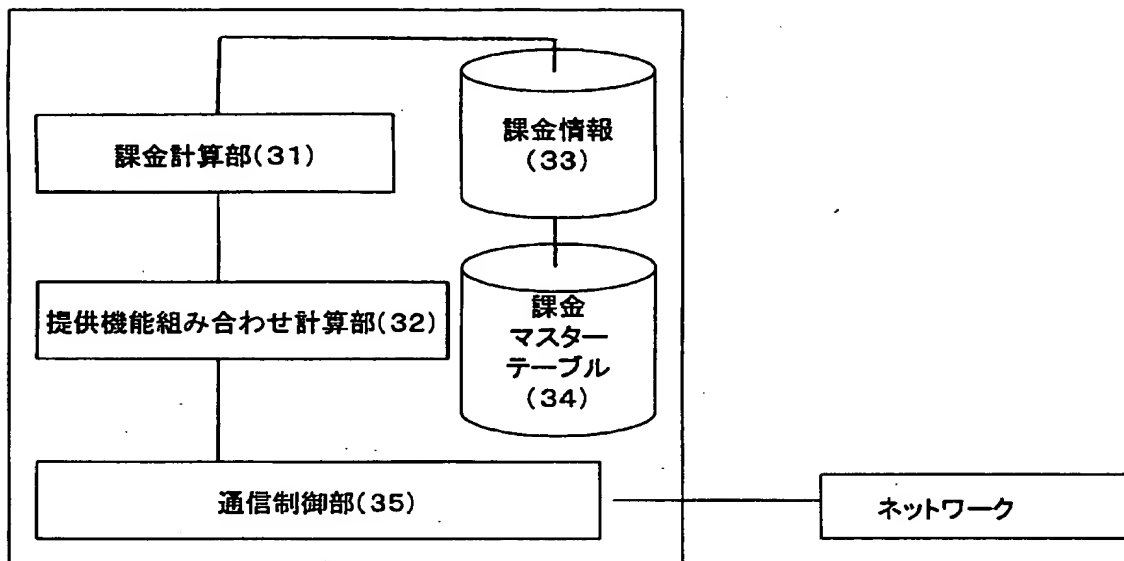 課金計算部(31)
課金情報
(33)
提供機能組み合わせ計算部(32)
課金
マスター
テーブル
(34)
通信制御部(35)
ネットワーク